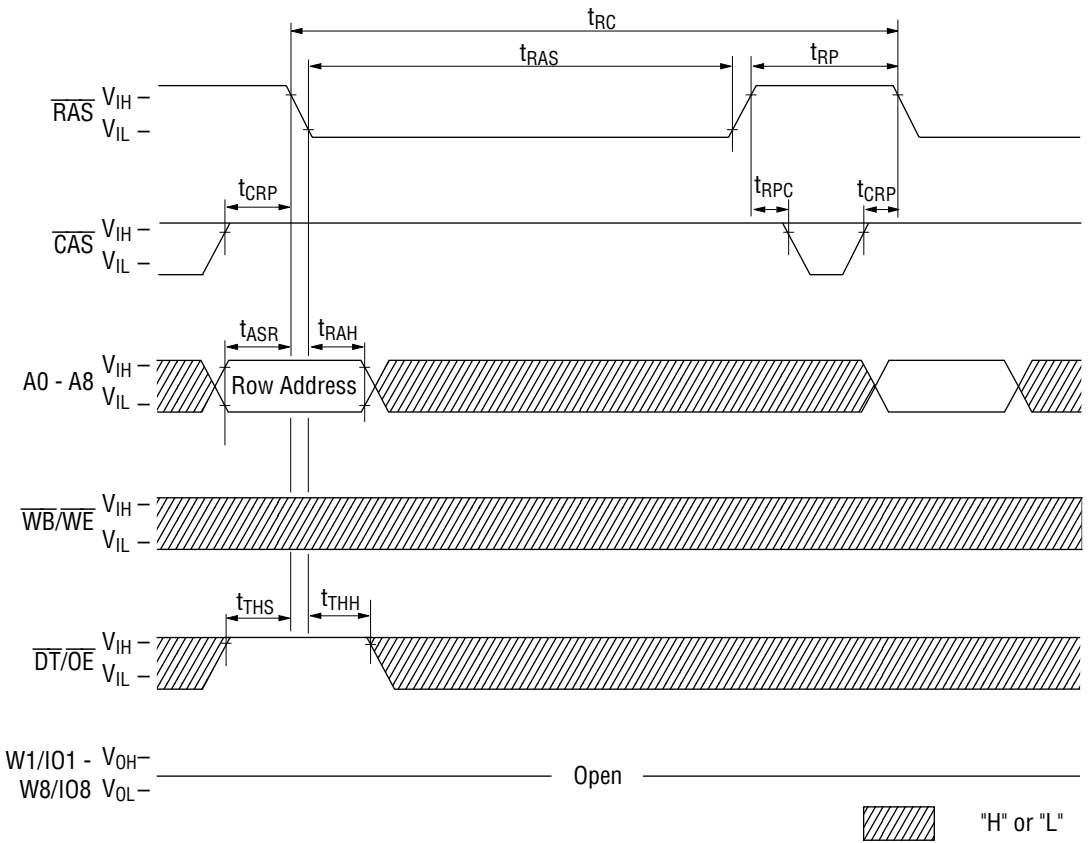 tRC
tRAS
tRP
RAS VIH –
VIL –
tCRP
tRPC
tCRP
CAS VIH –
VIL –
tASR
tRAH
A0 - A8 VIH –
VIL –
Row Address
WB/WE VIH –
VIL –
tTHS
tTHH
DT/OE VIH –
VIL –
W1/IO1 - VOH–
W8/IO8 VOL–
Open
"H" or "L"